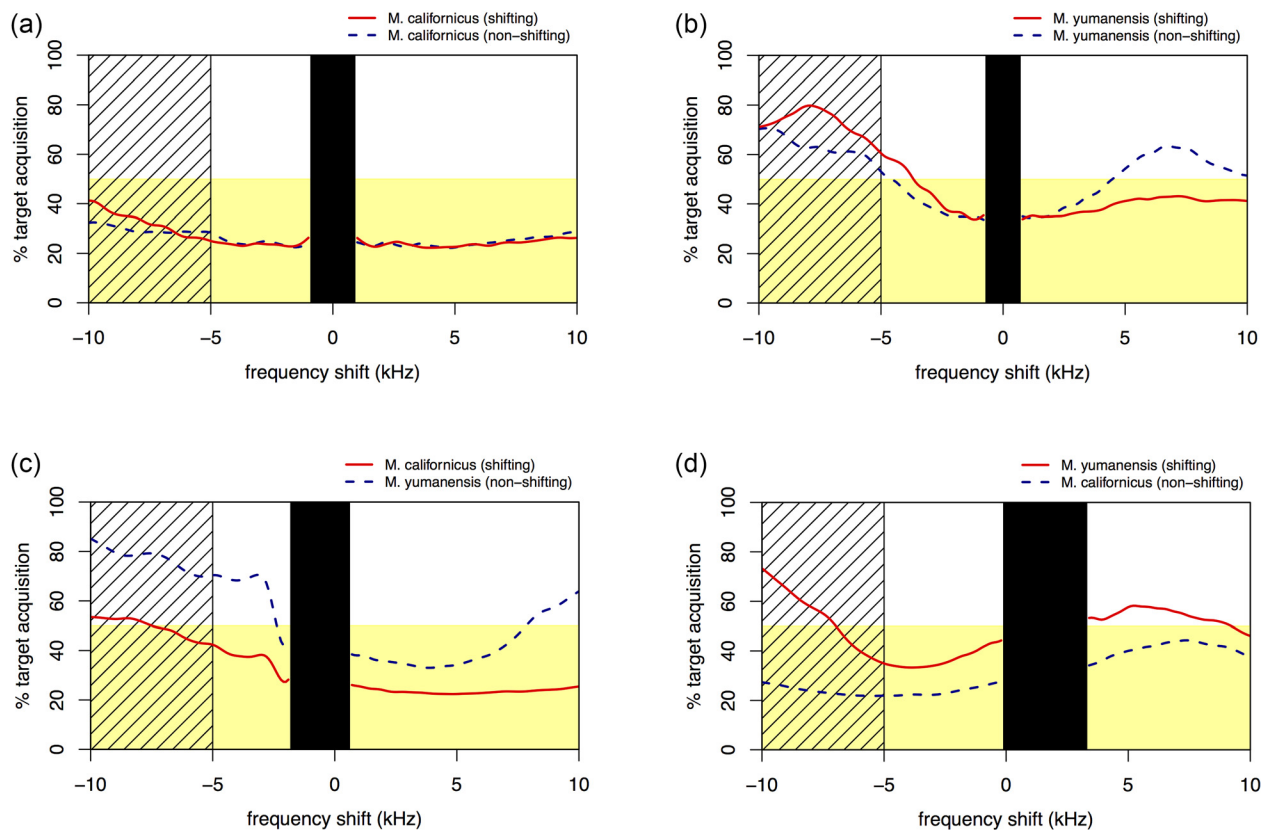 (a)
M. californicus (shifting)
M. californicus (non−shifting)
% target acquisition
0 20 40 60 80 100
−10 −5 0 5 10
frequency shift (kHz)
(b)
M. yumanensis (shifting)
M. yumanensis (non−shifting)
% target acquisition
0 20 40 60 80 100
−10 −5 0 5 10
frequency shift (kHz)
(c)
M. californicus (shifting)
M. yumanensis (non−shifting)
% target acquisition
0 20 40 60 80 100
−10 −5 0 5 10
frequency shift (kHz)
(d)
M. yumanensis (shifting)
M. californicus (non−shifting)
% target acquisition
0 20 40 60 80 100
−10 −5 0 5 10
frequency shift (kHz)